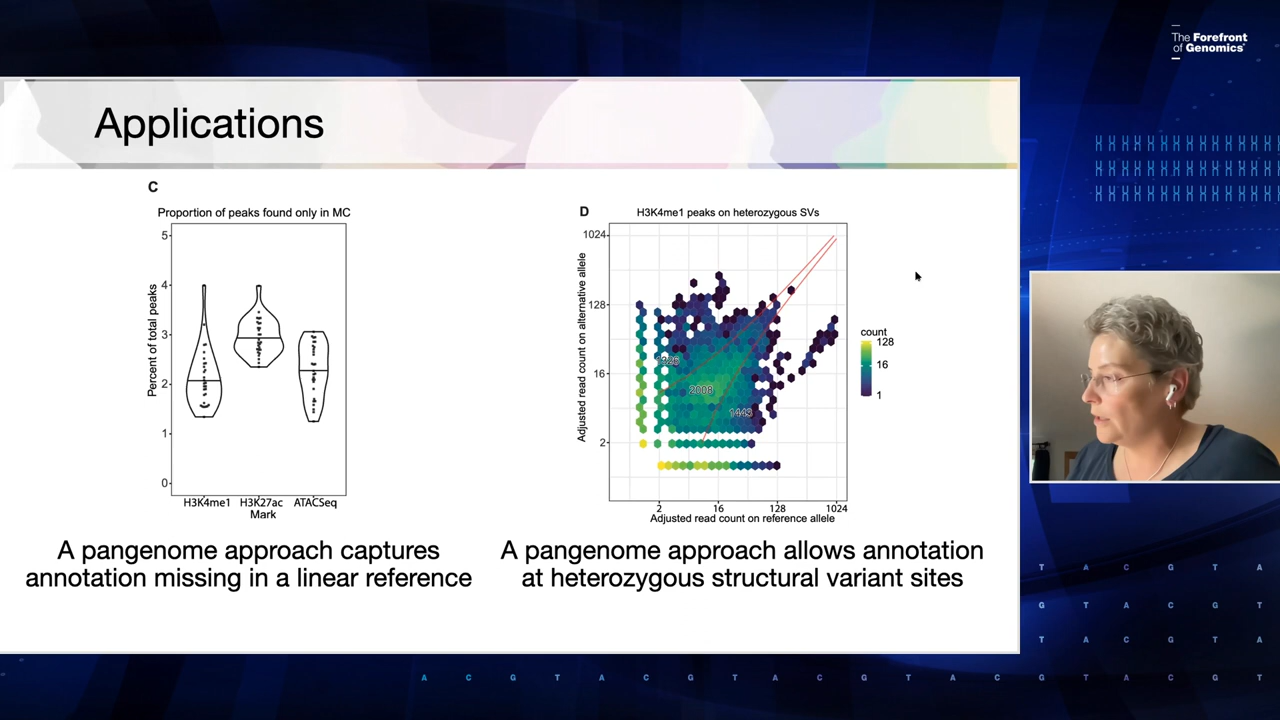 The Forefront
of Genomics
Applications
C
Proportion of peaks found only in MC
5
4
3
2
1
0
Percent of total peaks
H3K4me1 H3K27ac ATACSeq
Mark
D
H3K4me1 peaks on heterozygous SVs
1024
128
16
2
Adjusted read count on alternative allele
2008
2 16 128 1024
Adjusted read count on reference allele
count
128
16
1
A pangenome approach captures
annotation missing in a linear reference
A pangenome approach allows annotation
at heterozygous structural variant sites
T A C G T A
G T A C G T
T A C G T A
A C G T A C G T A C G T A C G T A C G T